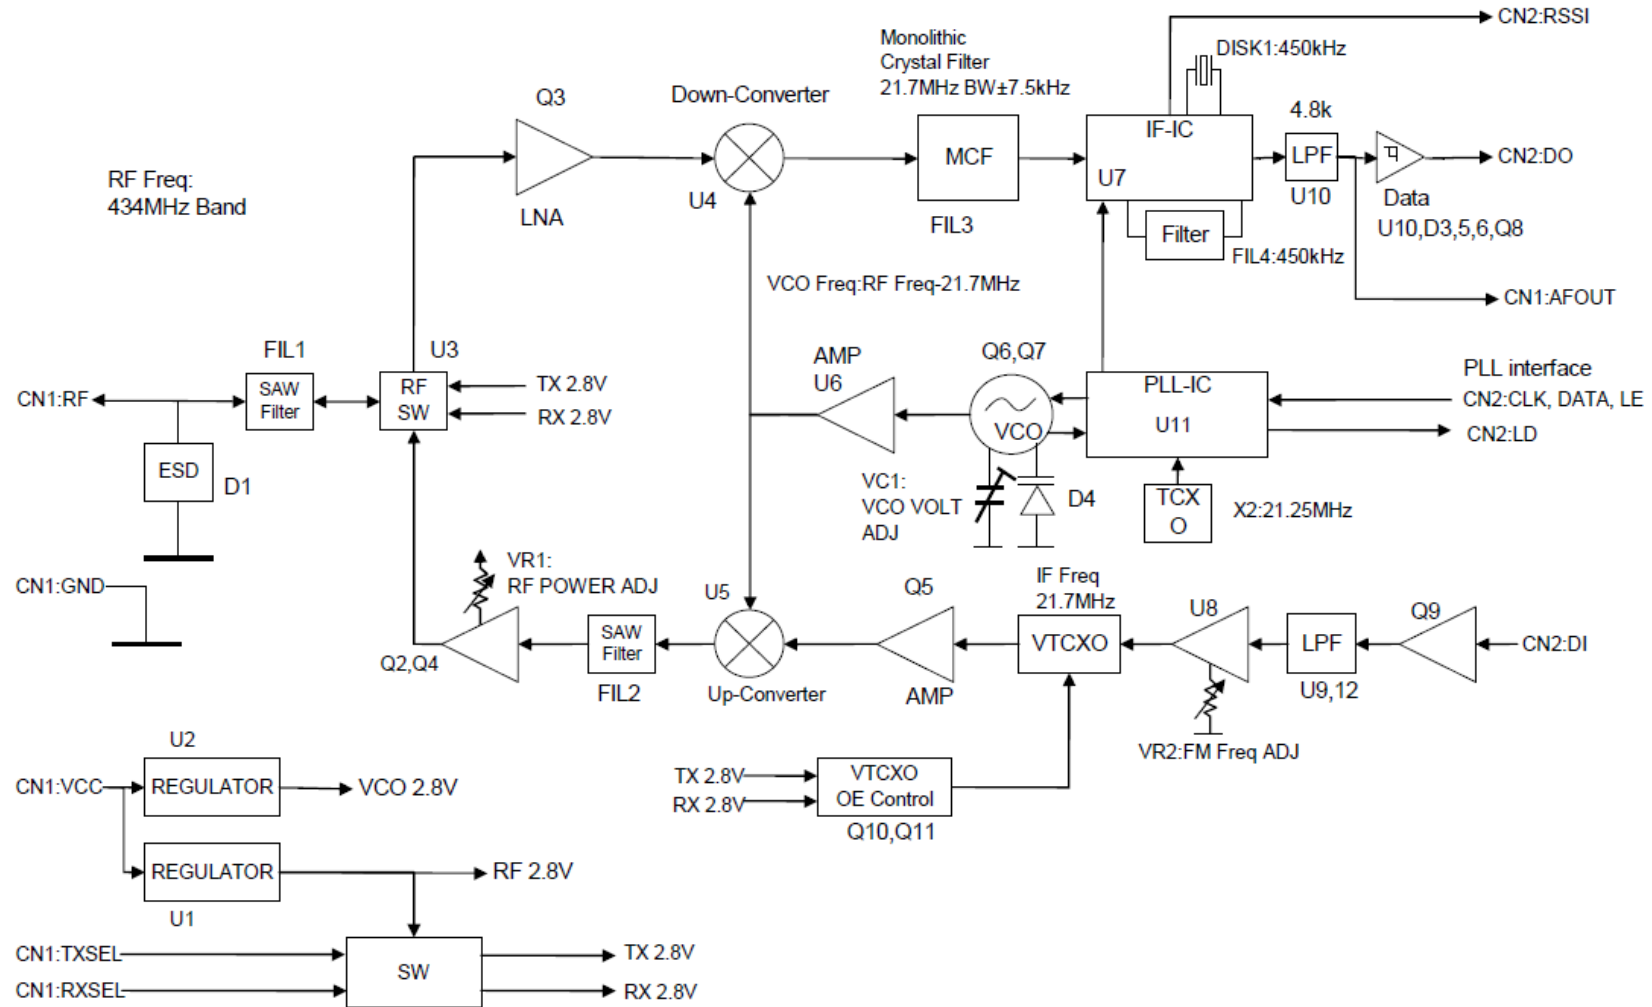 CN2:RSSI
Monolithic
Crystal Filter
21.7MHz BW±7.5kHz
DISK1:450kHz
Q3
Down-Converter
4.8k
IF-IC
MCF
U7
LPF
CN2:DO
RF Freq:
434MHz Band
U4
U10
Data
LNA
FIL3
Filter
U10,D3,5,6,Q8
FIL4:450kHz
VCO Freq:RF Freq-21.7MHz
CN1:AFOUT
FIL1
U3
AMP
U6
Q6,Q7
PLL interface
CN1:RF
SAW
Filter
RF
SW
TX 2.8V
RX 2.8V
VCO
PLL-IC
U11
CN2:CLK, DATA, LE
CN2:LD
ESD
D1
VC1:
VCO VOLT
ADJ
D4
TCX
O
X2:21.25MHz
CN1:GND
VR1:
RF POWER ADJ
U5
Q5
IF Freq
21.7MHz
U8
Q9
SAW
Filter
VTCXO
LPF
CN2:DI
Q2,Q4
FIL2
Up-Converter
AMP
U9,12
VR2:FM Freq ADJ
U2
CN1:VCC
REGULATOR
VCO 2.8V
TX 2.8V
RX 2.8V
VTCXO
OE Control
Q10,Q11
REGULATOR
RF 2.8V
U1
CN1:TXSEL
CN1:RXSEL
SW
TX 2.8V
RX 2.8V